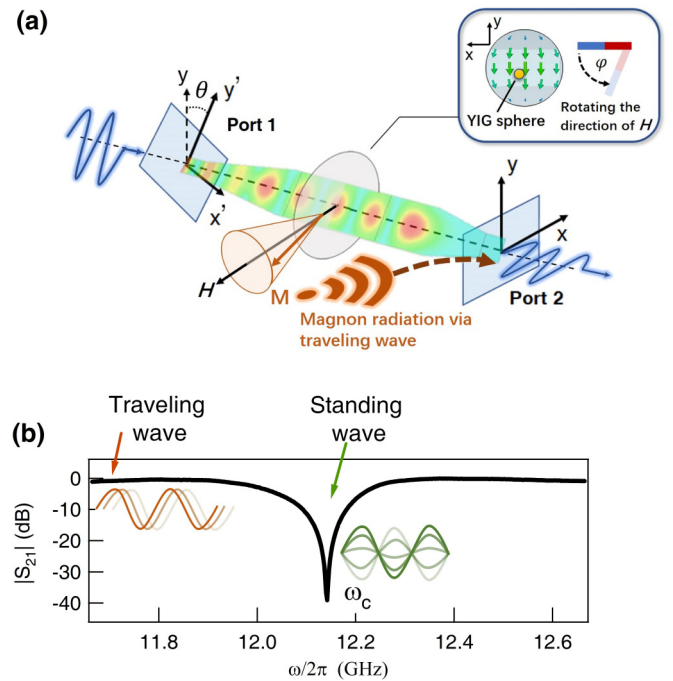 (a)
y
x
φ
YIG sphere
Rotating the
direction of H
y
θ
y'
Port 1
x'
y
x
H
M
Port 2
Magnon radiation via
traveling wave
(b)
Traveling
wave
Standing
wave
|S21| (dB)
0
-10
-20
-30
-40
ωc
11.8
12.0
12.2
12.4
12.6
ω/2π (GHz)